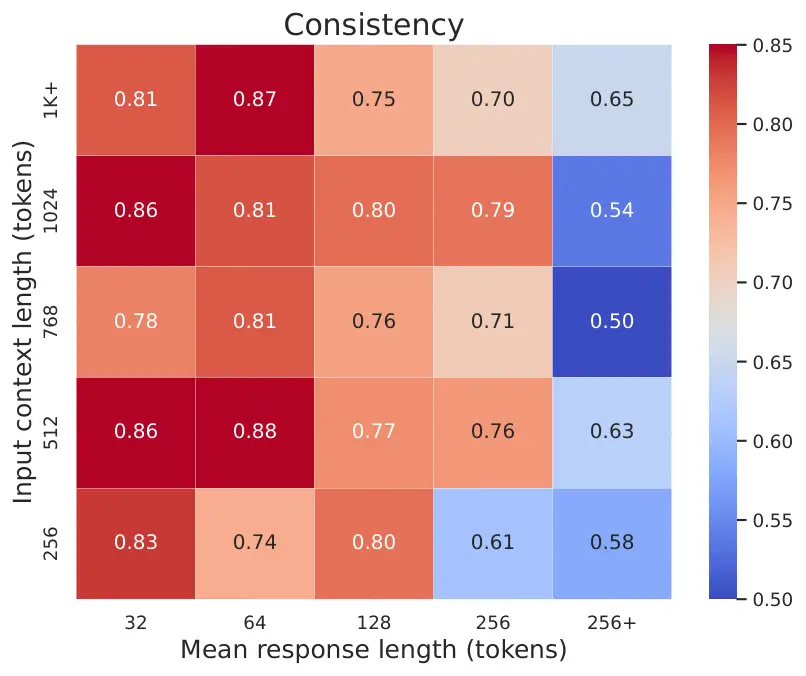 Consistency
Input context length (tokens)
1K+ 0.81 0.87 0.75 0.70 0.65
1024 0.86 0.81 0.80 0.79 0.54
768 0.78 0.81 0.76 0.71 0.50
512 0.86 0.88 0.77 0.76 0.63
256 0.83 0.74 0.80 0.61 0.58
32 64 128 256 256+
Mean response length (tokens)
0.85
0.80
0.75
0.70
0.65
0.60
0.55
0.50